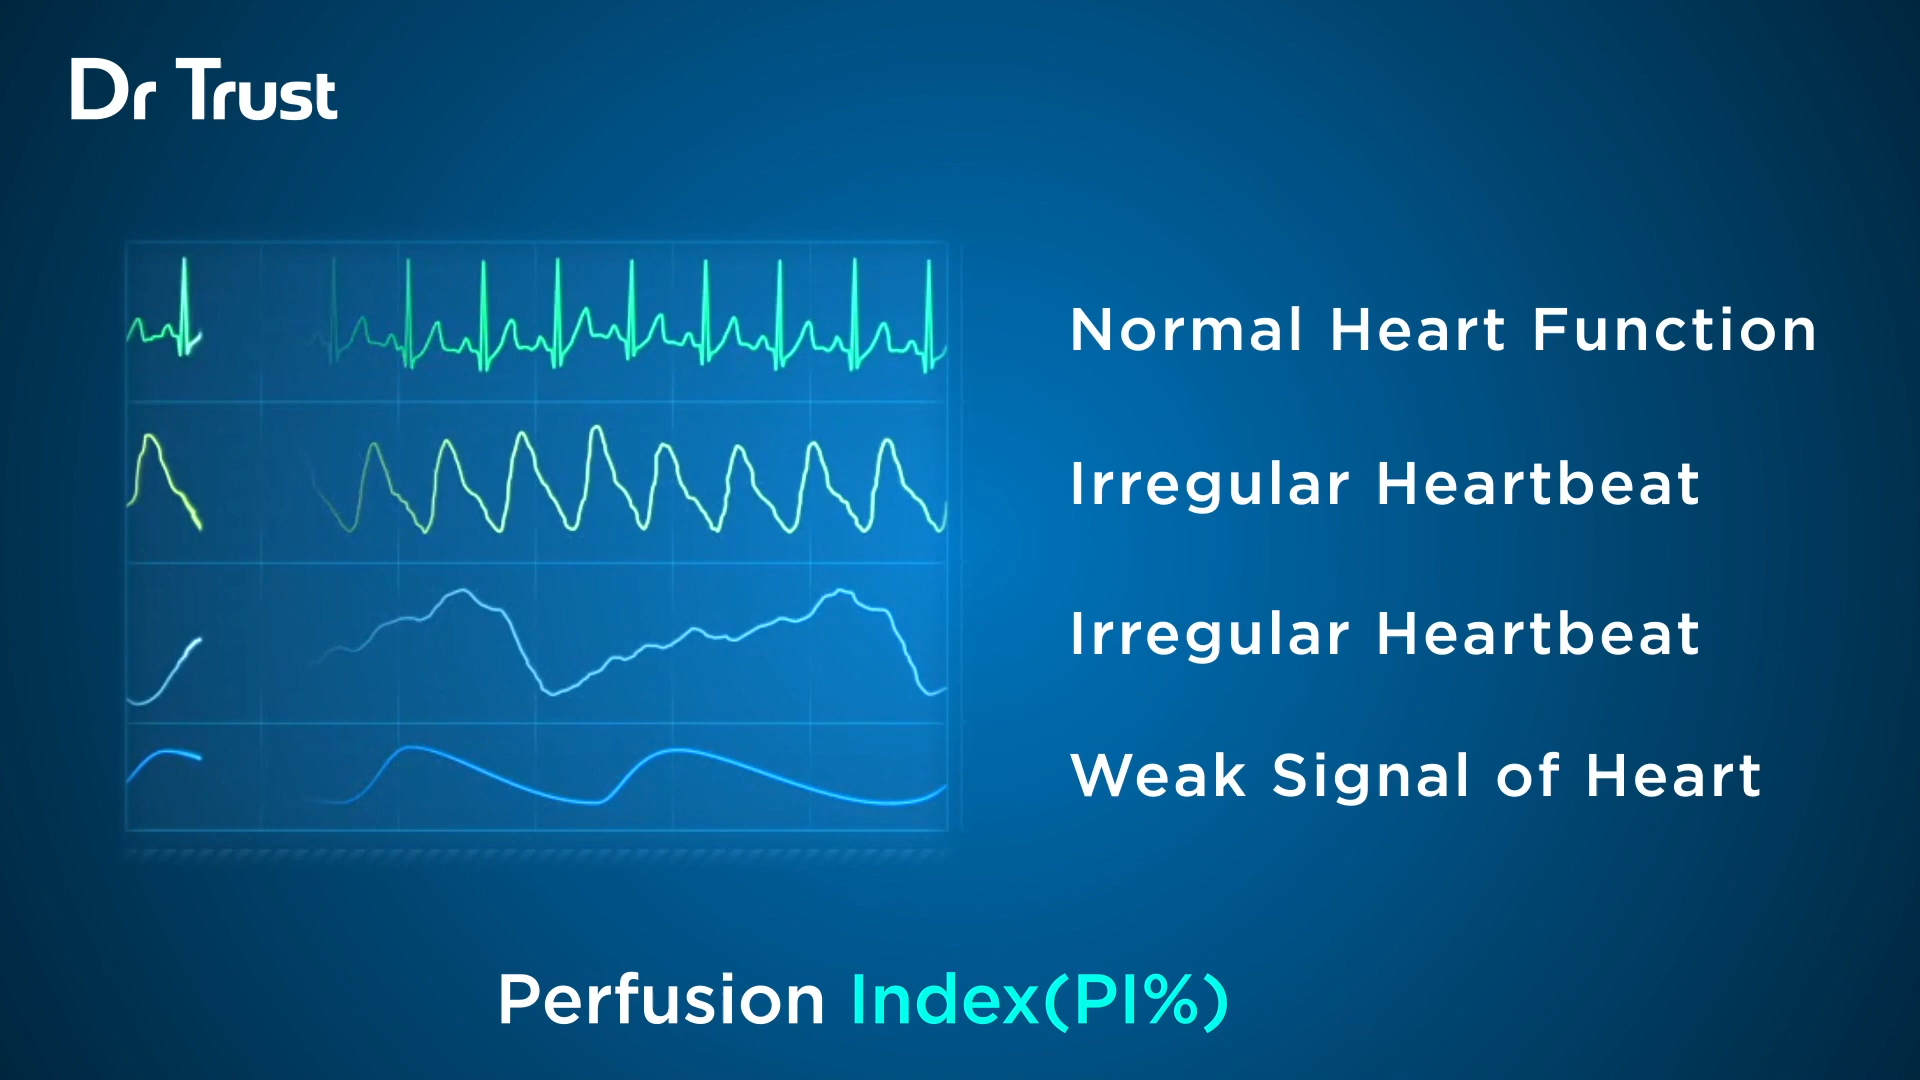 Dr Trust
Normal Heart Function
Irregular Heartbeat
Irregular Heartbeat
Weak Signal of Heart
Perfusion Index(PI%)